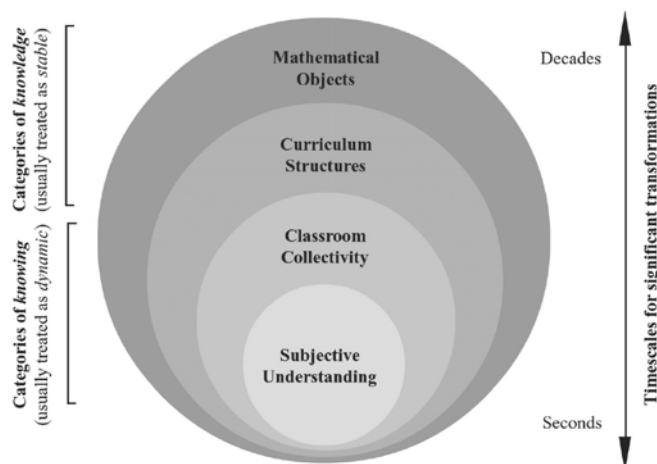 Categories of knowledge
(usually treated as stable)
Categories of knowing
(usually treated as dynamic)
Mathematical
Objects
Curriculum
Structures
Classroom
Collectivity
Subjective
Understanding
Decades
Seconds
Timescales for significant transformations